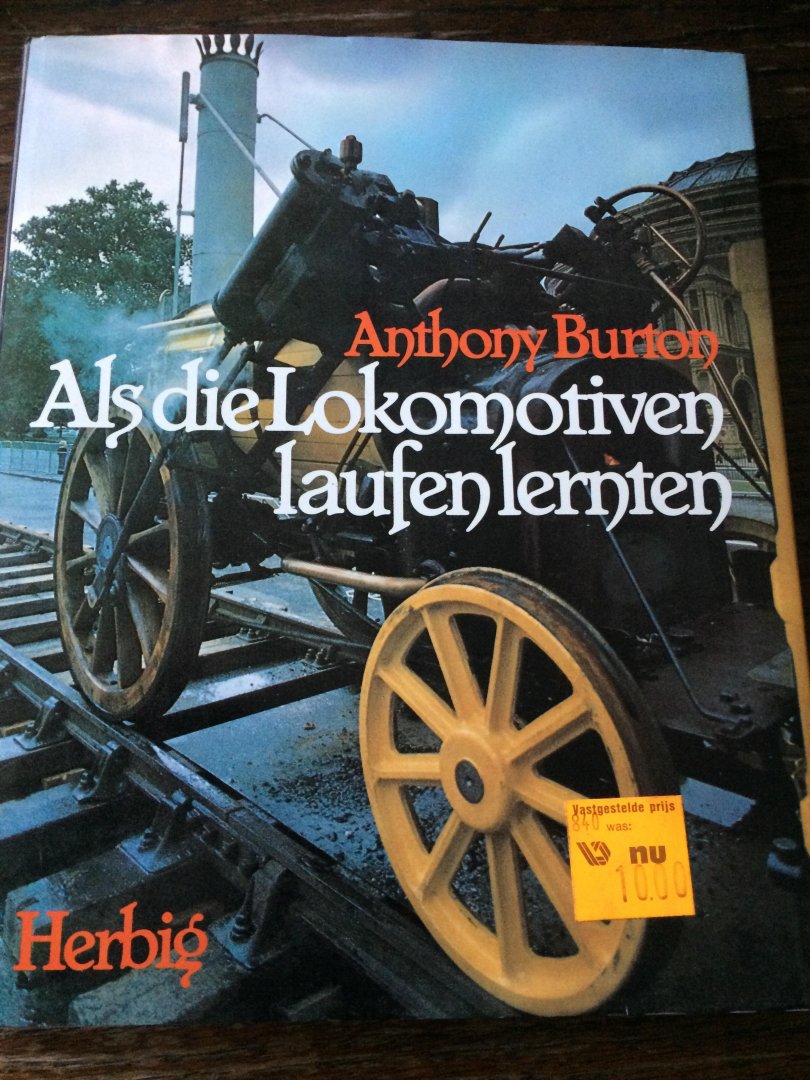 Anthony Burton
Als die Lokomotiven
laufen lernten
Vastgestelde prijs
840 was:
nu
10.00
Herbig